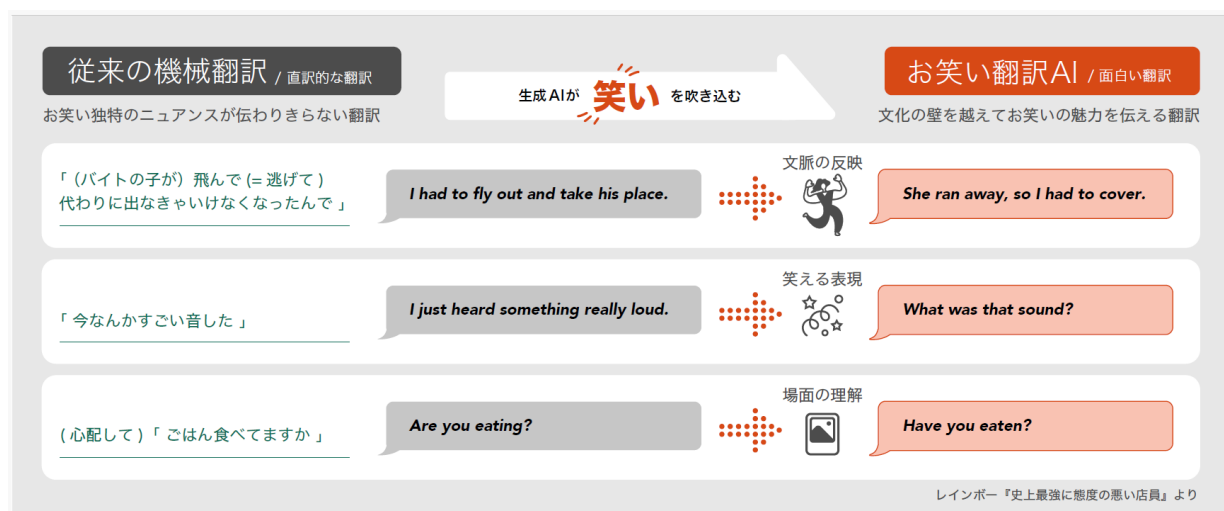 従来の機械翻訳 / 直訳的な翻訳
お笑い独特のニュアンスが伝わりきらない翻訳
生成AIが 笑い を吹き込む
お笑い翻訳AI / 面白い翻訳
文化の壁を越えてお笑いの魅力を伝える翻訳
「（バイトの子が）飛んで (= 逃げて )
代わりに出なきゃいけなくなったんで 」
I had to fly out and take his place.
文脈の反映
She ran away, so I had to cover.
「 今なんかすごい音した 」
I just heard something really loud.
笑える表現
What was that sound?
( 心配して )「 ごはん食べてますか 」
Are you eating?
場面の理解
Have you eaten?
レインボー『史上最強に態度の悪い店員』より